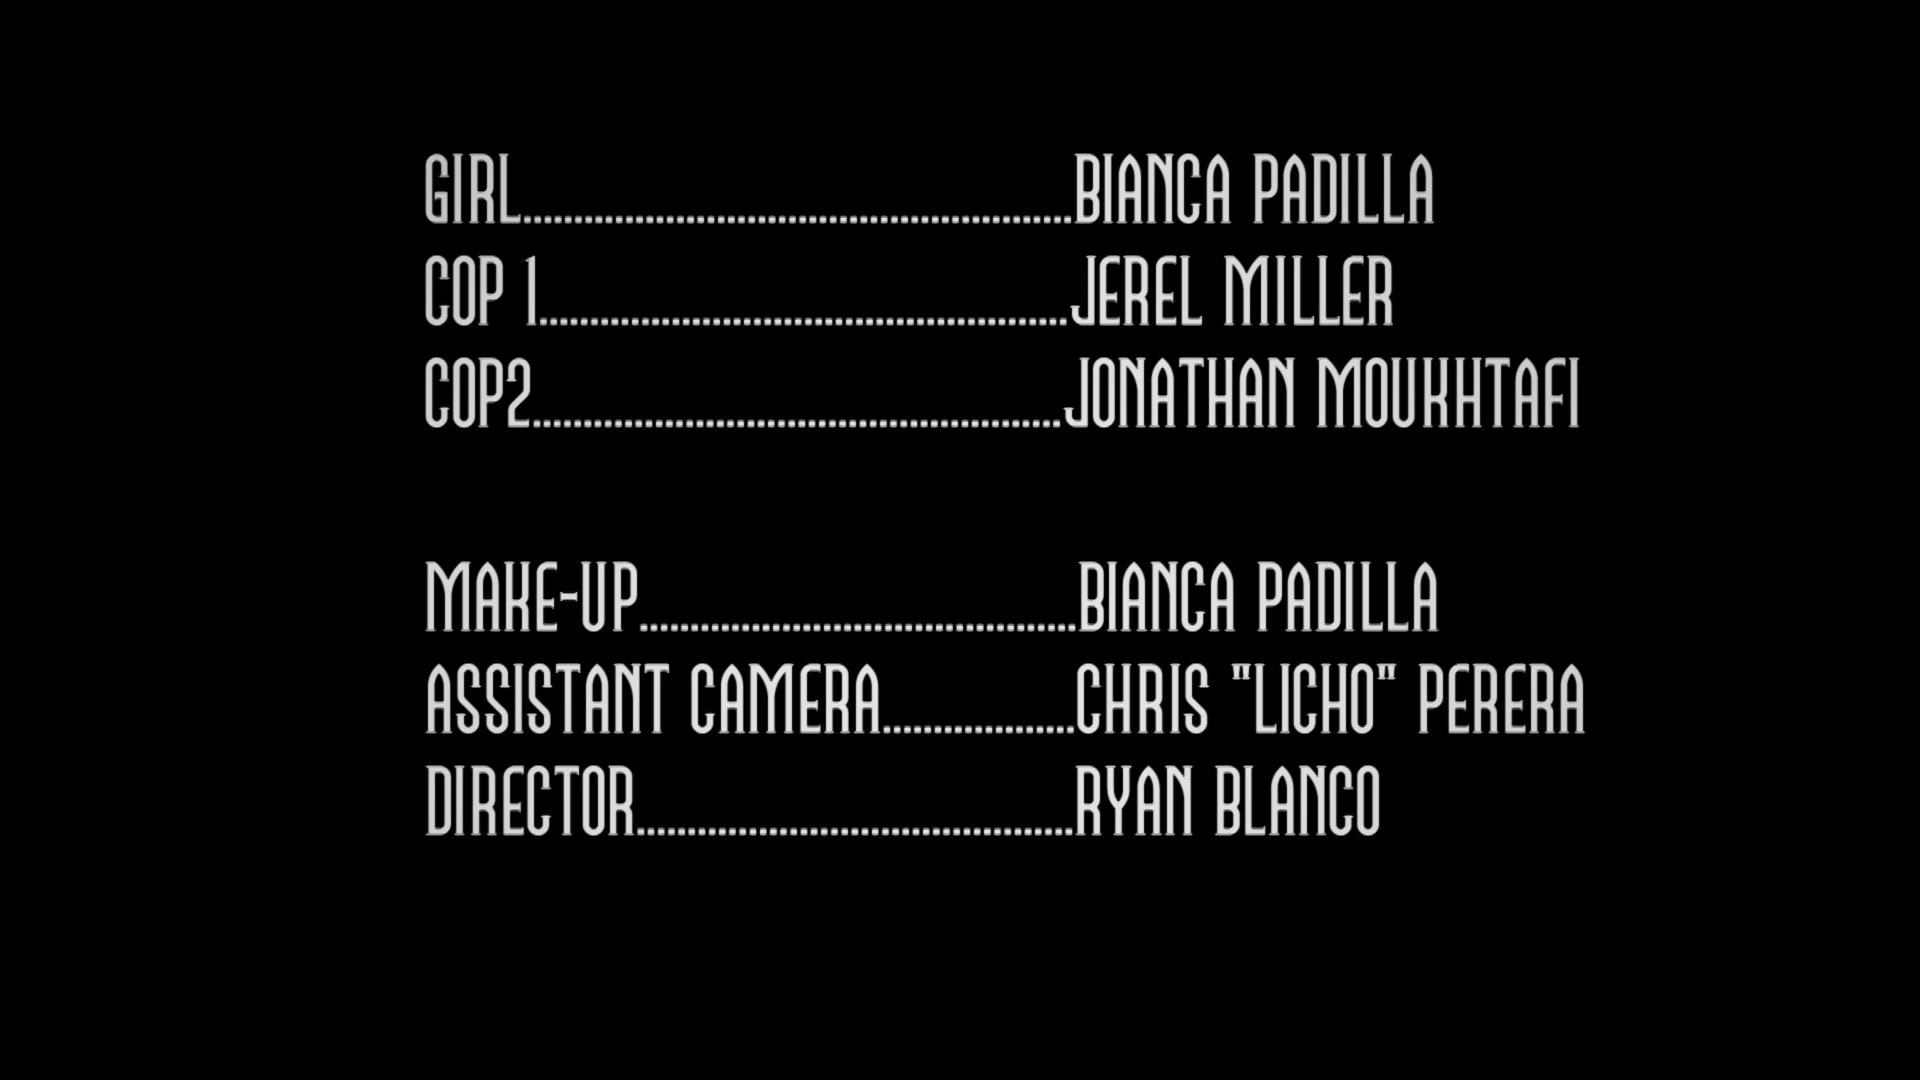 GIRL......................................................BIANCA PADILLA
COP 1....................................................JEREL MILLER
COP2....................................................JONATHAN MOUKHTAFI
MAKE-UP...........................................BIANCA PADILLA
ASSISTANT CAMERA...................CHRIS "LICHO" PERERA
DIRECTOR...........................................RYAN BLANCO